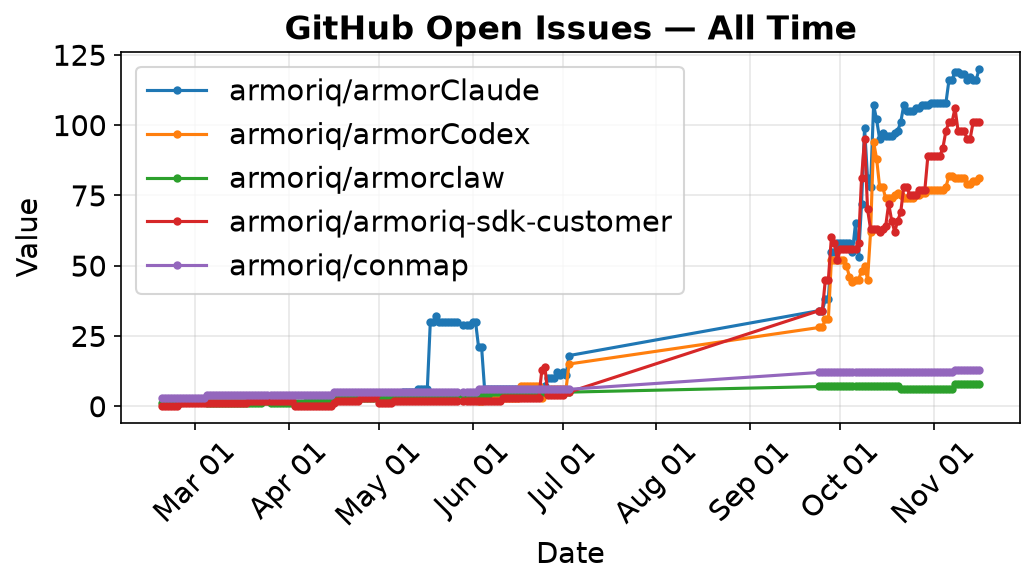 GitHub Open Issues — All Time
Value
125
100
75
50
25
0
armoriq/armorClaude
armoriq/armorCodex
armoriq/armorclaw
armoriq/armoriq-sdk-customer
armoriq/conmap
Mar 01
Apr 01
May 01
Jun 01
Jul 01
Aug 01
Sep 01
Oct 01
Nov 01
Date